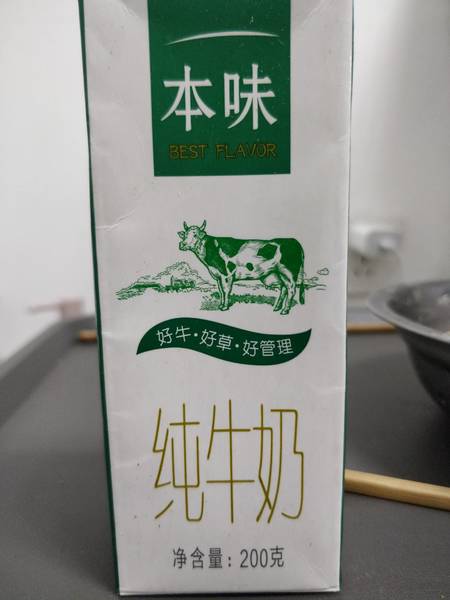 本味
BEST FLAVOR
好牛·好草·好管理
纯牛奶
净含量：200克